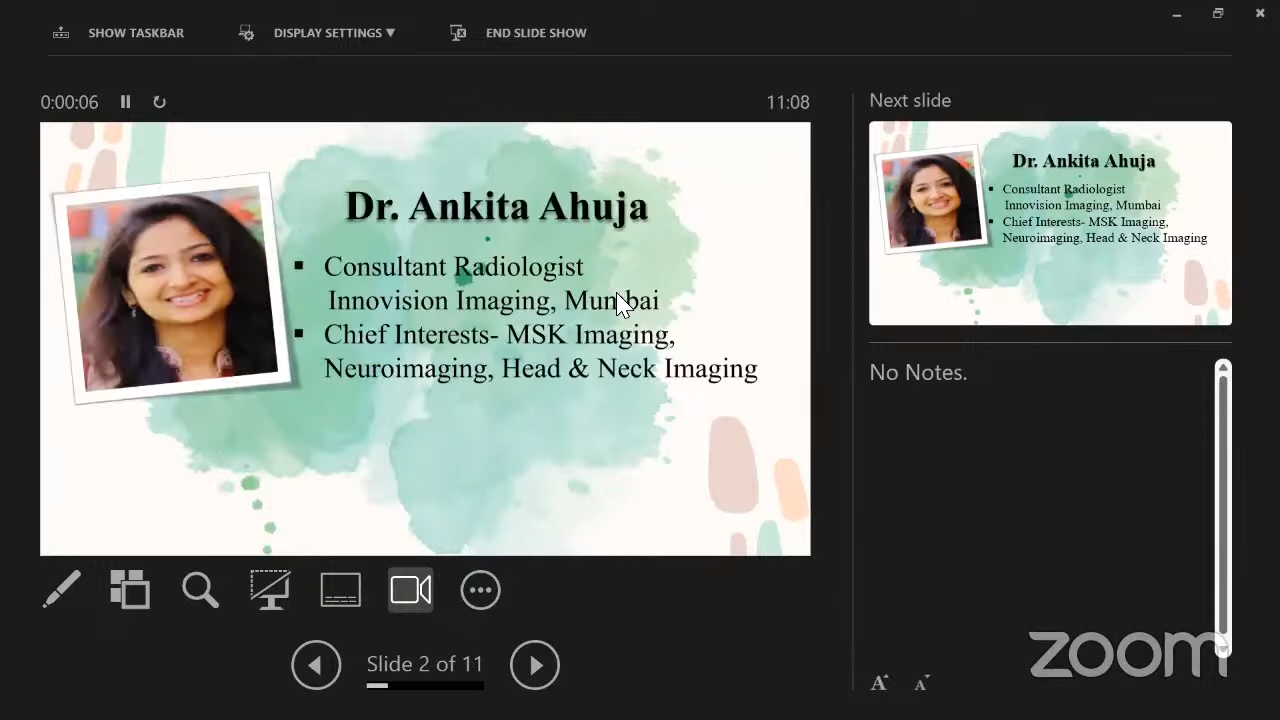 SHOW TASKBAR
DISPLAY SETTINGS ▼
END SLIDE SHOW
0:00:06
11:08
Dr. Ankita Ahuja
▪ Consultant Radiologist
Innovision Imaging, Mumbai
▪ Chief Interests- MSK Imaging,
Neuroimaging, Head & Neck Imaging
Slide 2 of 11
Next slide
Dr. Ankita Ahuja
▪ Consultant Radiologist
Innovision Imaging, Mumbai
▪ Chief Interests- MSK Imaging,
Neuroimaging, Head & Neck Imaging
No Notes.
A A
zoom